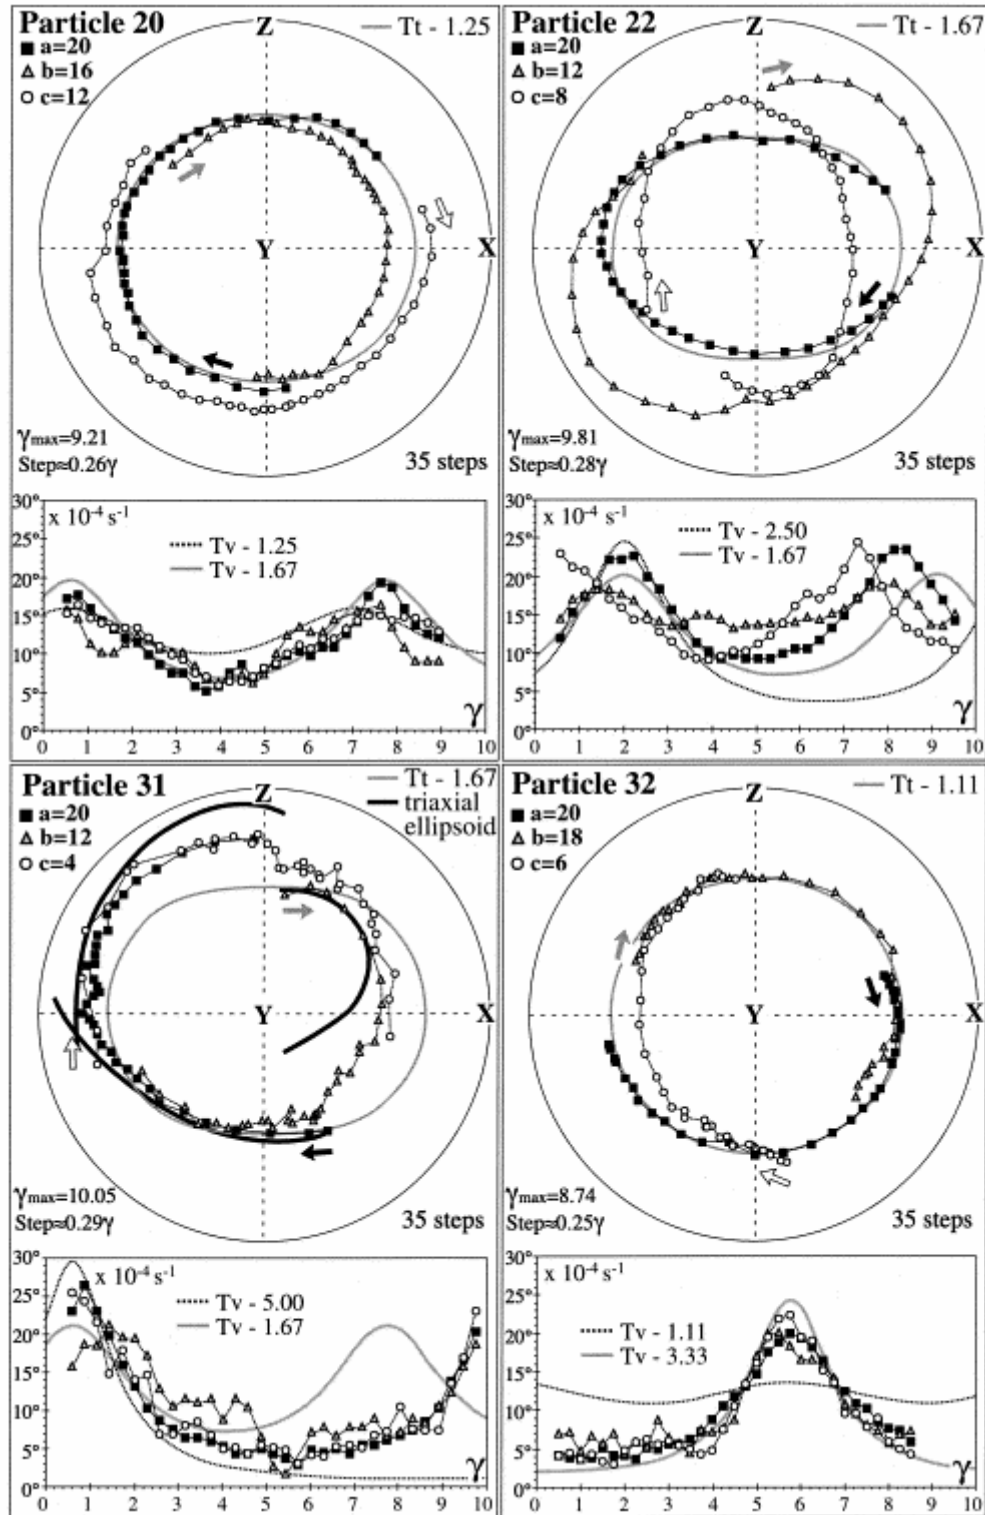 Particle 20
Tt - 1.25
a=20
b=16
c=12
Z
Y
X
γmax=9.21
Step≈0.26γ
35 steps
30°
25°
20°
15°
10°
5°
0°
x 10-4 s-1
Tv - 1.25
Tv - 1.67
γ
0 1 2 3 4 5 6 7 8 9 10
Particle 22
Tt - 1.67
a=20
b=12
c=8
Z
Y
X
γmax=9.81
Step≈0.28γ
35 steps
30°
25°
20°
15°
10°
5°
0°
x 10-4 s-1
Tv - 2.50
Tv - 1.67
γ
0 1 2 3 4 5 6 7 8 9 10
Particle 31
Tt - 1.67
triaxial
ellipsoid
a=20
b=12
c=4
Z
Y
X
γmax=10.05
Step≈0.29γ
35 steps
30°
25°
20°
15°
10°
5°
0°
x 10-4 s-1
Tv - 5.00
Tv - 1.67
γ
0 1 2 3 4 5 6 7 8 9 10
Particle 32
Tt - 1.11
a=20
b=18
c=6
Z
Y
X
γmax=8.74
Step≈0.25γ
35 steps
30°
25°
20°
15°
10°
5°
0°
x 10-4 s-1
Tv - 1.11
Tv - 3.33
γ
0 1 2 3 4 5 6 7 8 9 10